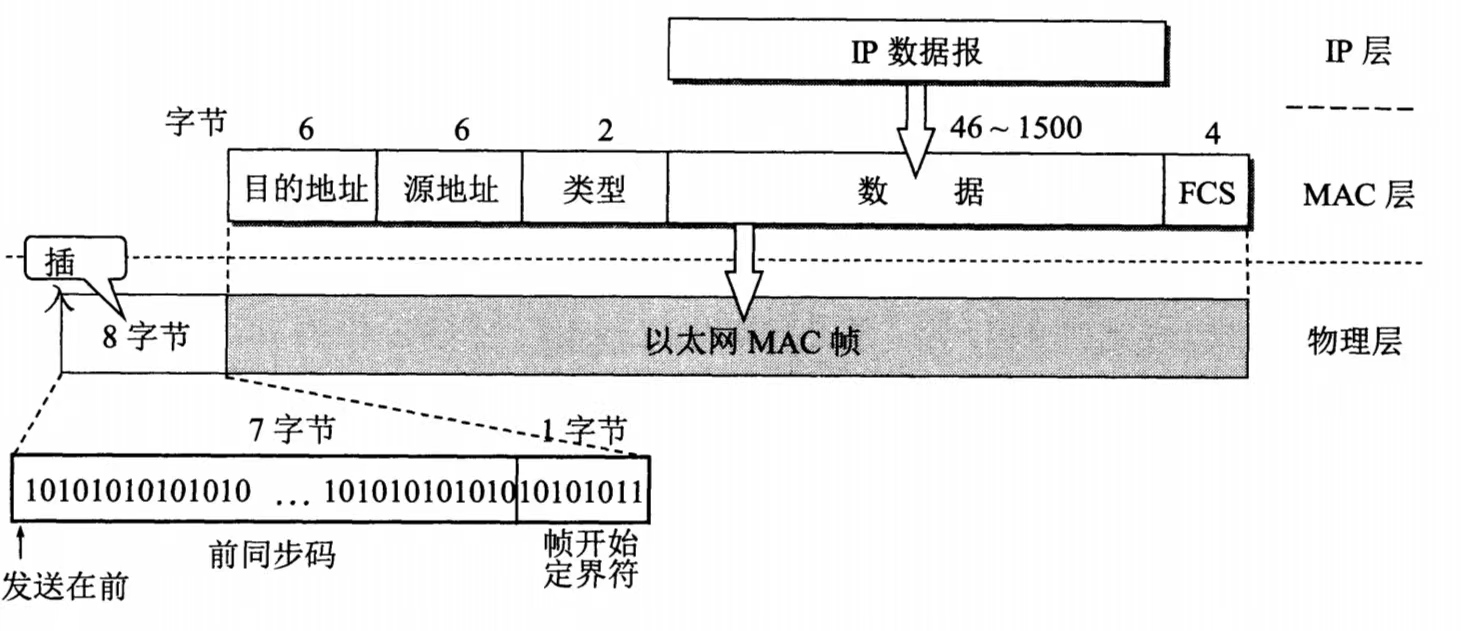 IP 数据报
IP 层
字节 6 6 2 46~1500 4
目的地址 源地址 类型 数 据 FCS
MAC 层
插
入
8 字节
以太网 MAC 帧
物理层
7 字节 1 字节
10101010101010 ... 101010101010 10101011
前同步码
帧开始
定界符
发送在前